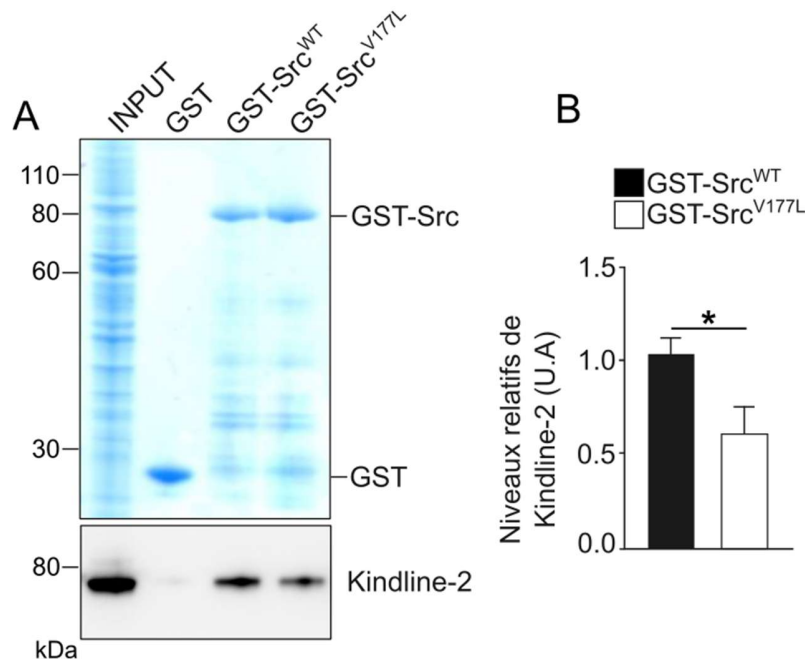 A
INPUT
GST
GST-Src^WT
GST-Src^V177L
110
80
60
30
GST-Src
GST
80
Kindline-2
kDa
B
GST-Src^WT
GST-Src^V177L
Niveaux relatifs de
Kindline-2 (U.A)
1.5
1.0
0.5
0.0
*